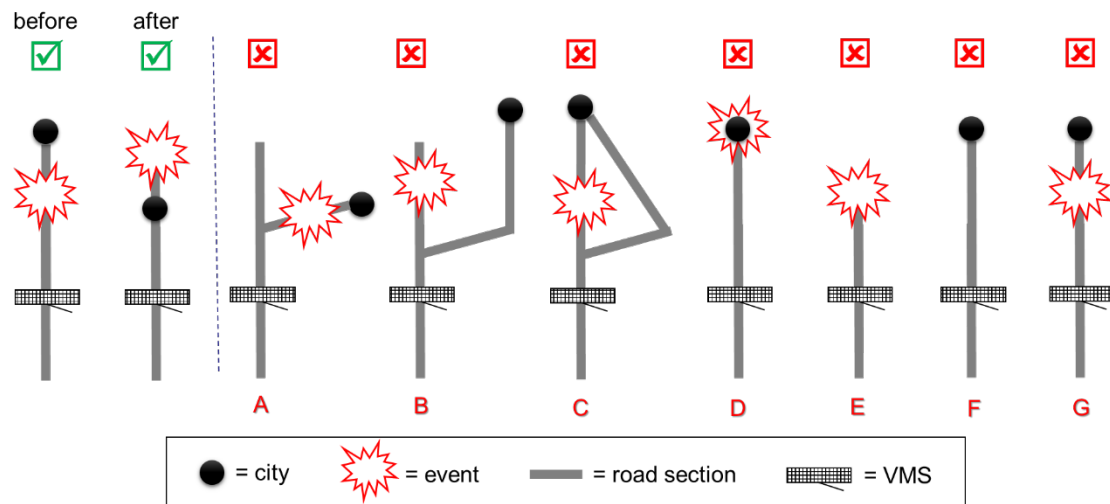 before after
A B C D E F G
= city = event = road section = VMS